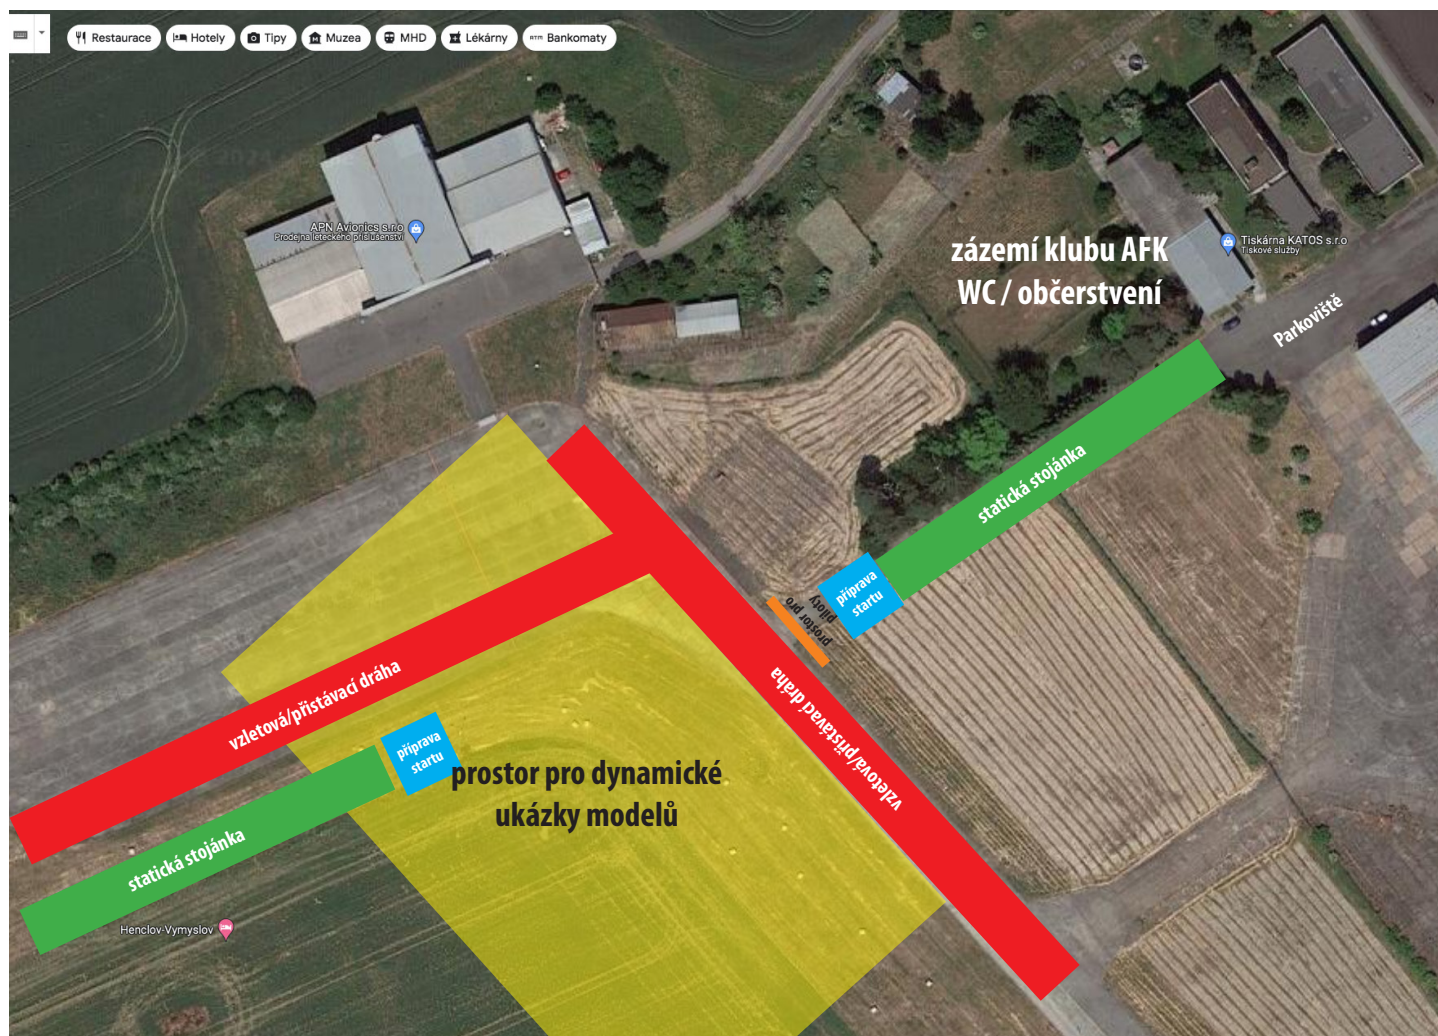 Restaurace
Hotely
Tipy
Muzea
MHD
Lékárny
ATM Bankomaty
APN Avionics s.r.o
Prodejna leteckého příslušenství
zázemí klubu AFK
WC / občerstvení
Tiskárna KATOS s.r.o
Tiskové služby
Parkoviště
statická stojánka
příprava
startu
prostor pro
piloty
vzletová/přistávací dráha
vzletová/přistávací dráha
příprava
startu
prostor pro dynamické
ukázky modelů
statická stojánka
Henclov-Vymyslov